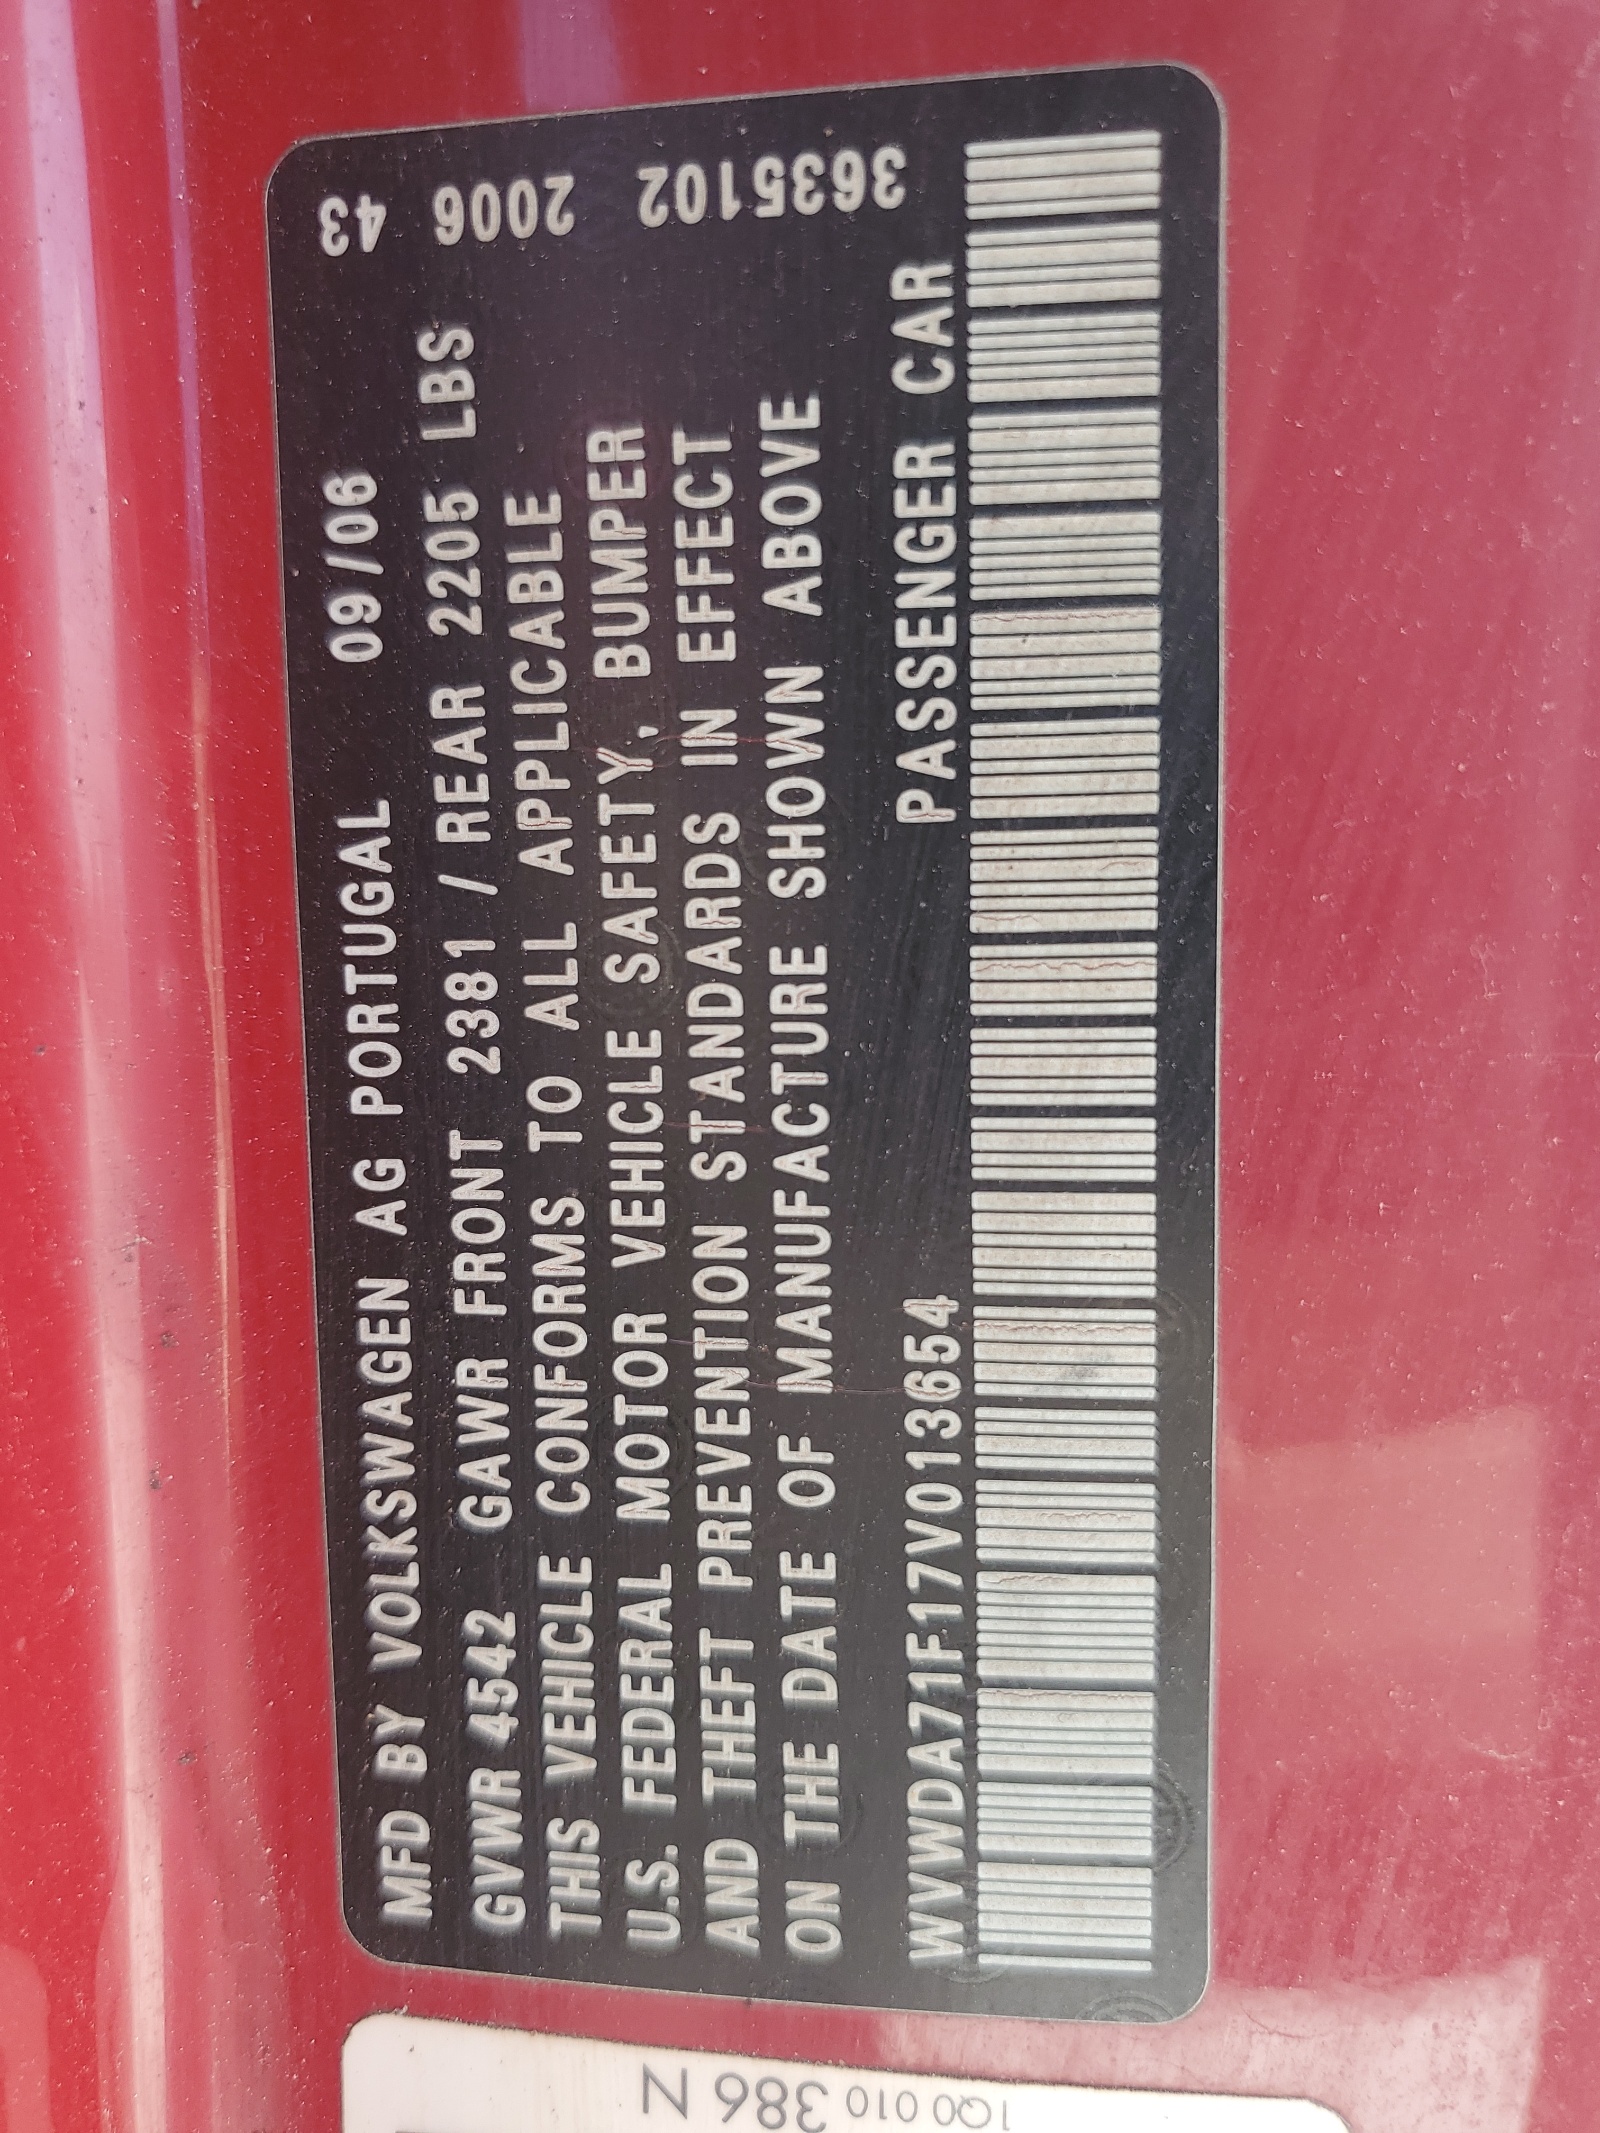 MFD BY VOLKSWAGEN AG PORTUGAL 09/06
GVWR 4542 GAWR FRONT 2381 / REAR 2205 LBS
THIS VEHICLE CONFORMS TO ALL APPLICABLE
U.S. FEDERAL MOTOR VEHICLE SAFETY, BUMPER
AND THEFT PREVENTION STANDARDS IN EFFECT
ON THE DATE OF MANUFACTURE SHOWN ABOVE
WVWDA71F17V013654 PASSENGER CAR
43 2006 2006 3635102
1Q0 010 386 N